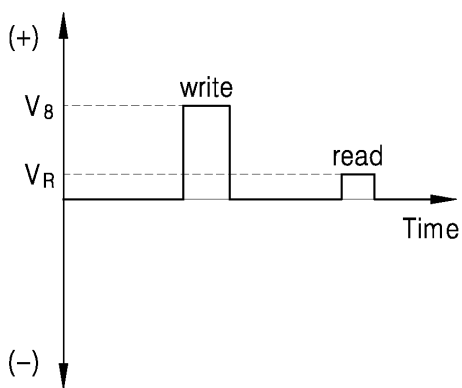 (+)
write
V8
read
VR
Time
(−)